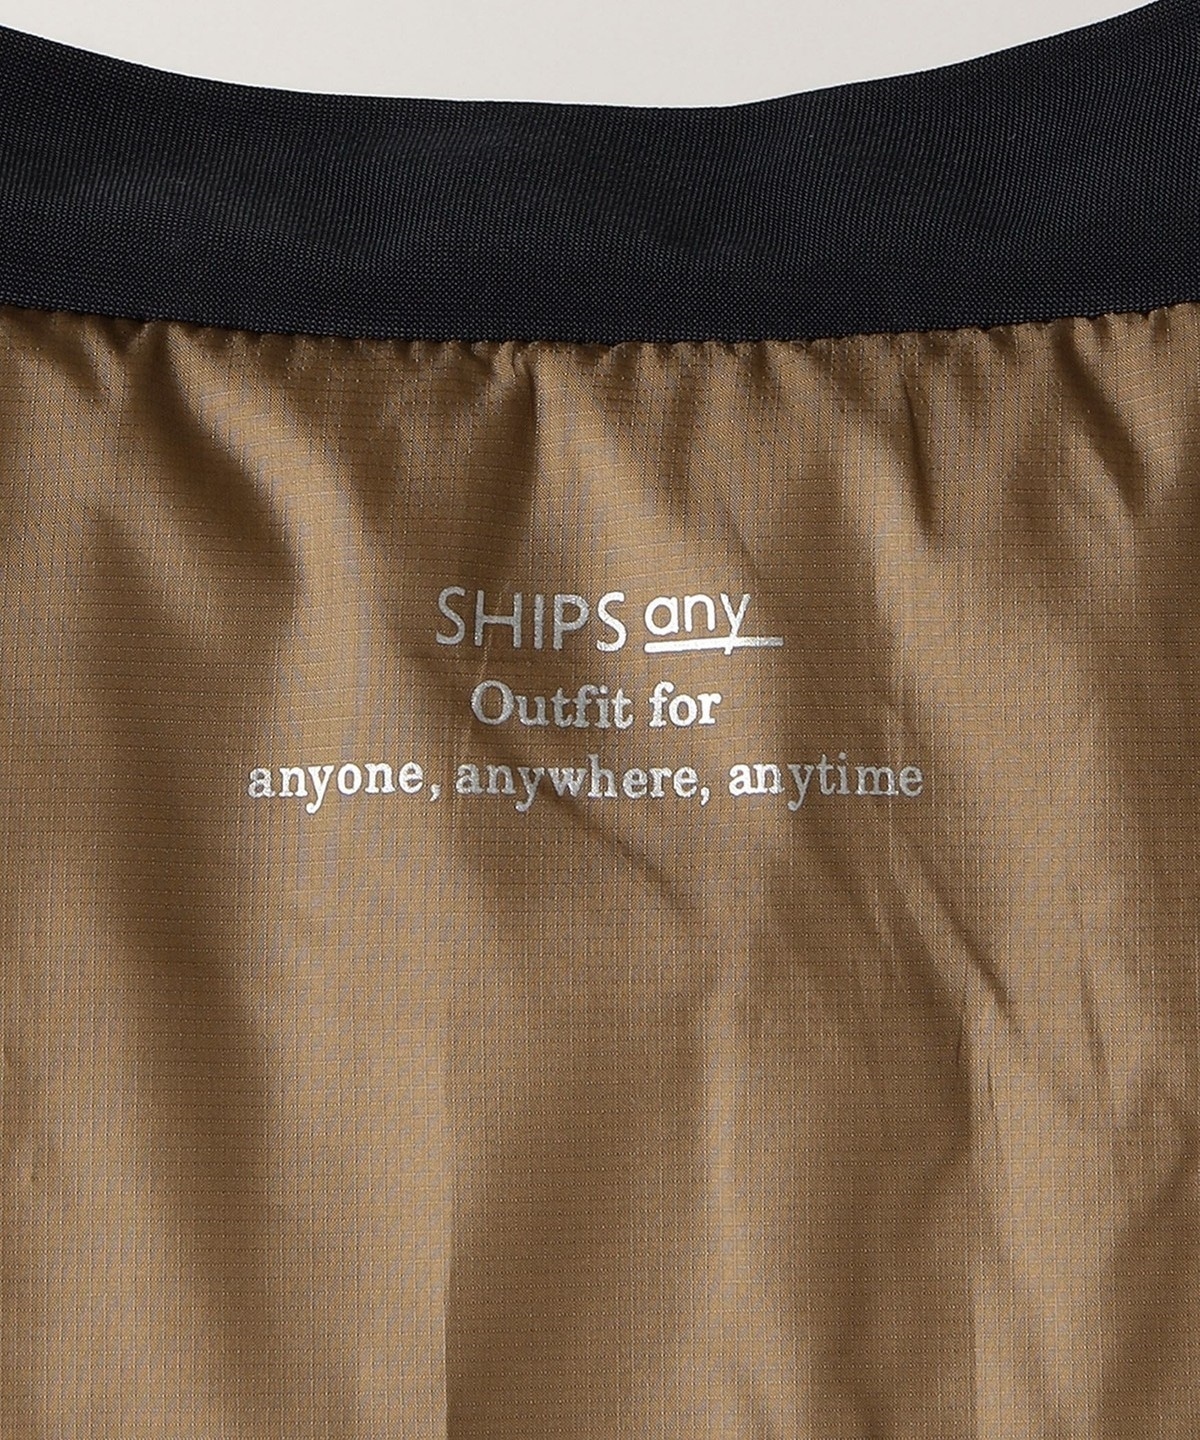 SHIPS any
Outfit for
anyone, anywhere, anytime